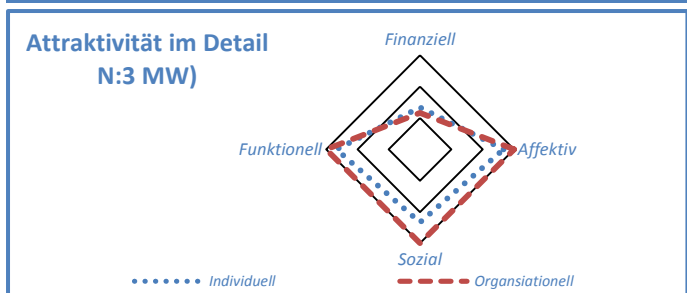 Attraktivität im Detail
N:3 MW)
Finanziell
Funktionell
Affektiv
Sozial
Individuell
Organsiationell